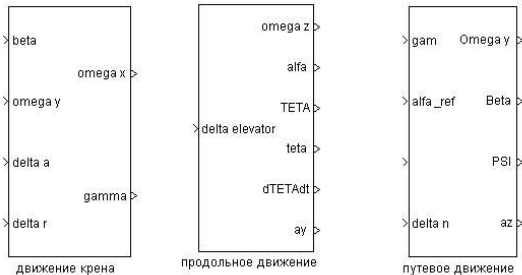 beta
omega x
omega y
delta a
gamma
delta r
движение крена
omega z
alfa
TETA
delta elevator
teta
dTETAdt
ay
продольное движение
gam
Omega y
alfa_ref
Beta
PSI
delta n
az
путевое движение